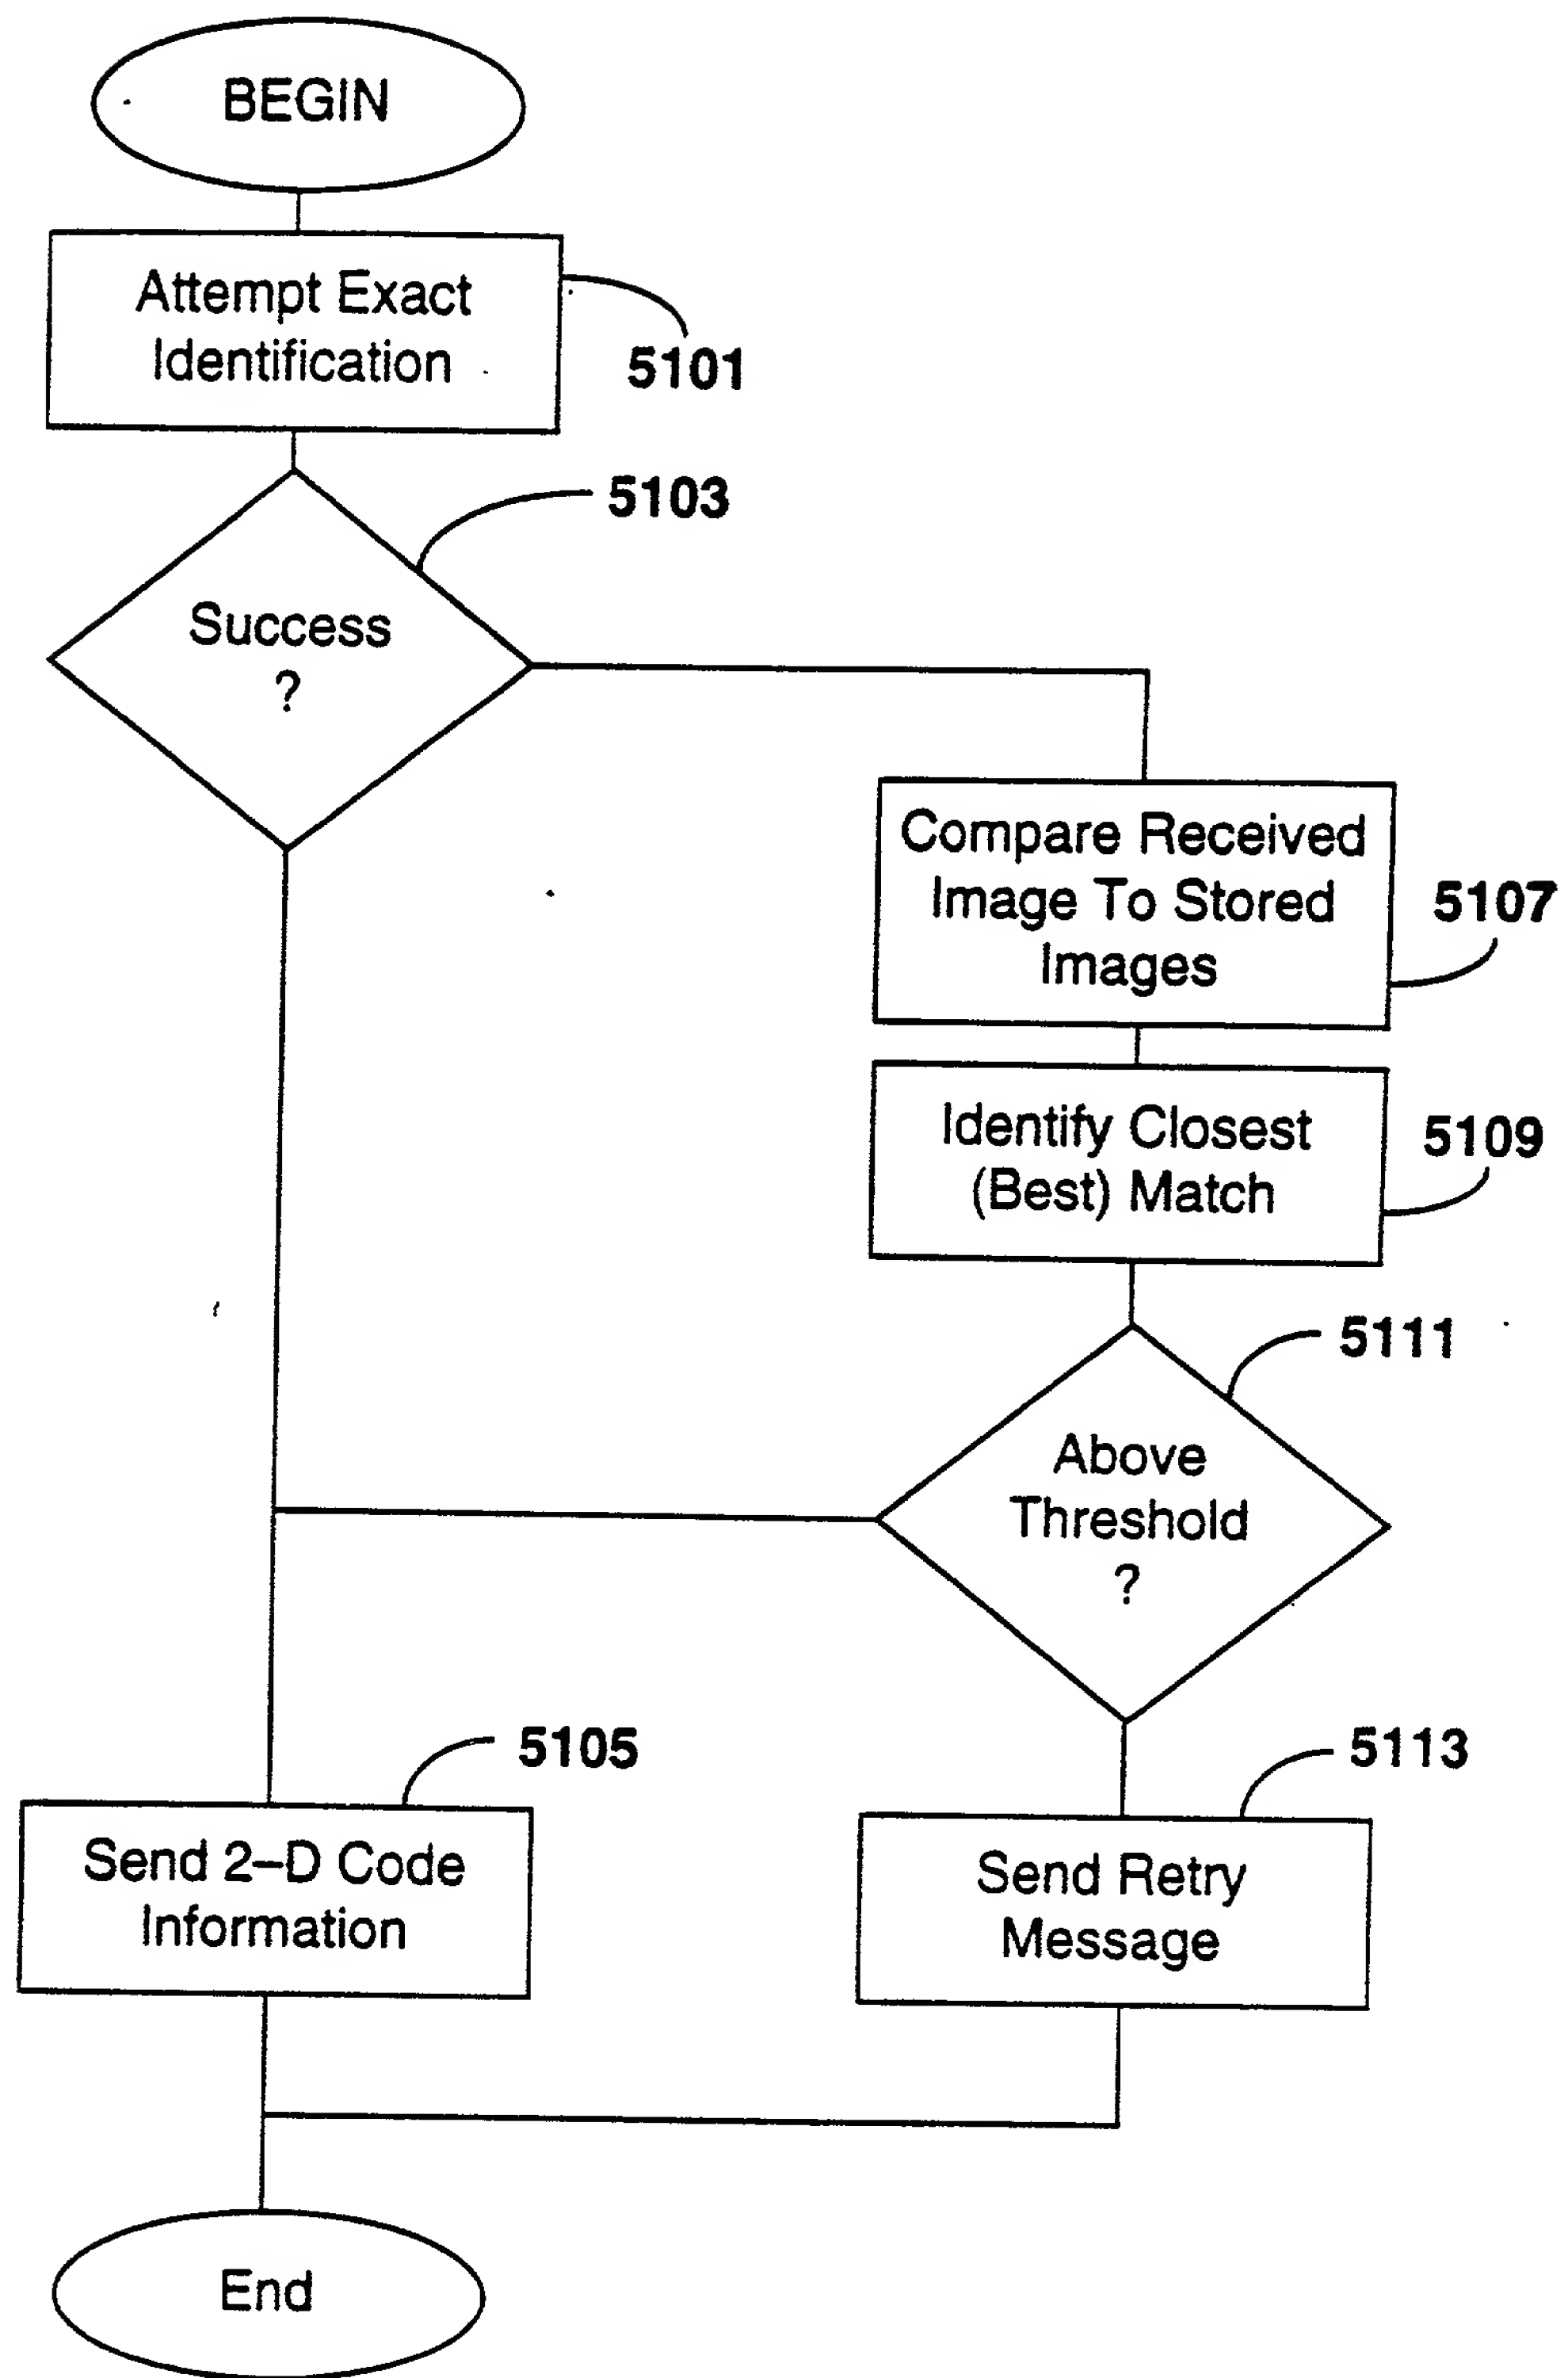 BEGIN
Attempt Exact
Identification
5101
5103
Success
?
Compare Received
Image To Stored
Images
5107
Identify Closest
(Best) Match
5109
5111
Above
Threshold
?
5105
Send 2–D Code
Information
5113
Send Retry
Message
End